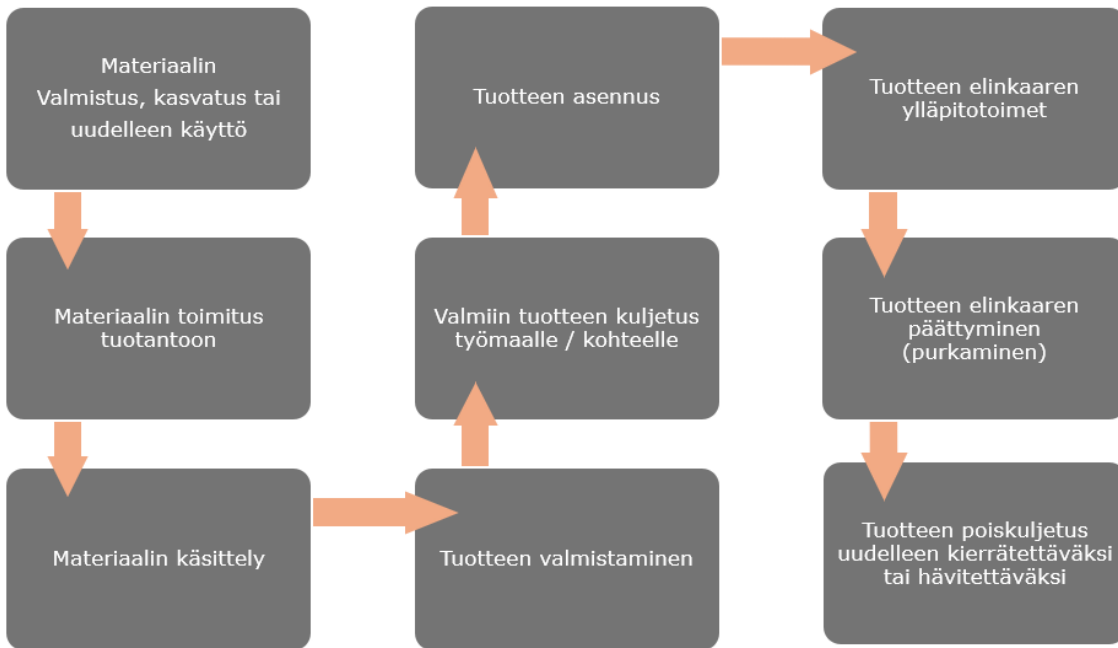 Materiaalin
Valmistus, kasvatus tai
uudelleen käyttö
Materiaalin toimitus
tuotantoon
Materiaalin käsittely
Tuotteen valmistaminen
Valmiin tuotteen kuljetus
työmaalle / kohteelle
Tuotteen asennus
Tuotteen elinkaaren
ylläpitotoimet
Tuotteen elinkaaren
päättyminen
(purkaminen)
Tuotteen poiskuljetus
uudelleen kierrätettäväksi
tai hävitettäväksi